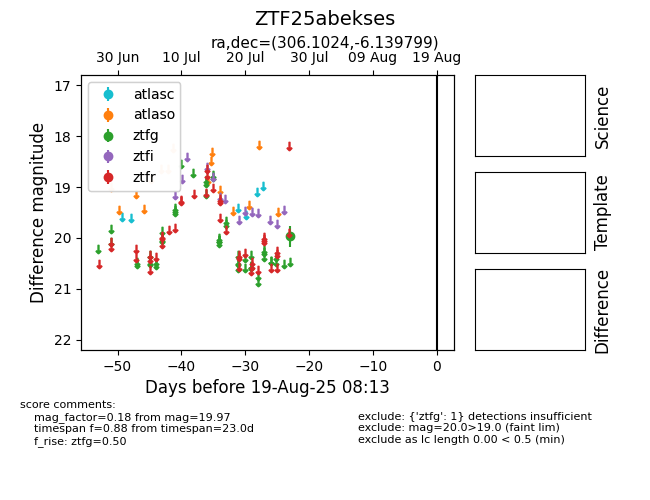 ZTF25abekses
ra,dec=(306.1024,-6.139799)
30 Jun 10 Jul 20 Jul 30 Jul 09 Aug 19 Aug
17
18
19
20
21
22
Difference magnitude
atlasc
atlaso
ztfg
ztfi
ztfr
−50 −40 −30 −20 −10 0
Days before 19-Aug-25 08:13
Science
Template
Difference
score comments:
mag_factor=0.18 from mag=19.97
timespan f=0.88 from timespan=23.0d
f_rise: ztfg=0.50
exclude: {'ztfg': 1} detections insufficient
exclude: mag=20.0>19.0 (faint lim)
exclude as lc length 0.00 < 0.5 (min)